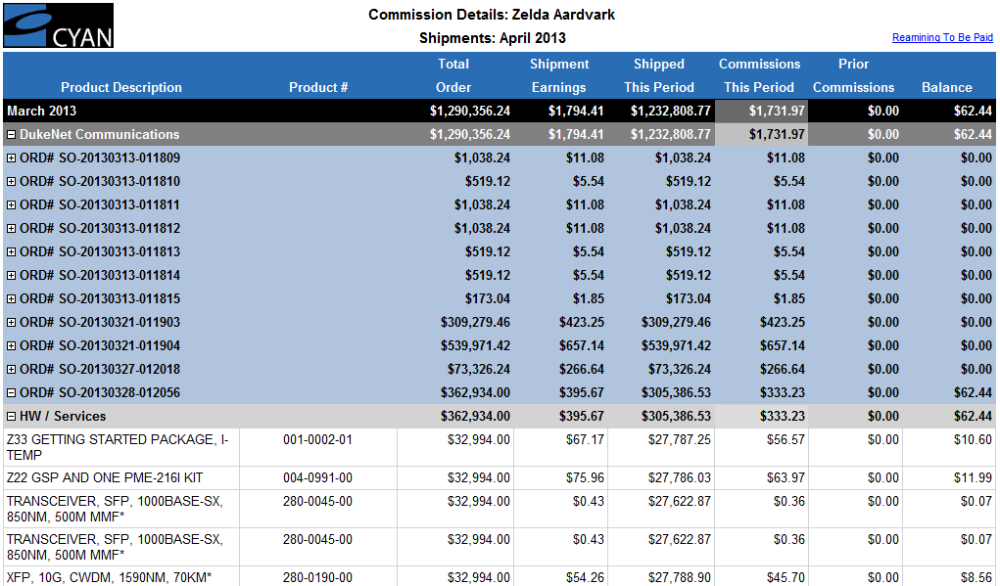 CYAN
Commission Details: Zelda Aardvark
Shipments: April 2013
Reamining To Be Paid
Total Shipment Shipped Commissions Prior
Product Description Product # Order Earnings This Period This Period Commissions Balance
March 2013 $1,290,356.24 $1,794.41 $1,232,808.77 $1,731.97 $0.00 $62.44
DukeNet Communications $1,290,356.24 $1,794.41 $1,232,808.77 $1,731.97 $0.00 $62.44
ORD# SO-20130313-011809 $1,038.24 $11.08 $1,038.24 $11.08 $0.00 $0.00
ORD# SO-20130313-011810 $519.12 $5.54 $519.12 $5.54 $0.00 $0.00
ORD# SO-20130313-011811 $1,038.24 $11.08 $1,038.24 $11.08 $0.00 $0.00
ORD# SO-20130313-011812 $1,038.24 $11.08 $1,038.24 $11.08 $0.00 $0.00
ORD# SO-20130313-011813 $519.12 $5.54 $519.12 $5.54 $0.00 $0.00
ORD# SO-20130313-011814 $519.12 $5.54 $519.12 $5.54 $0.00 $0.00
ORD# SO-20130313-011815 $173.04 $1.85 $173.04 $1.85 $0.00 $0.00
ORD# SO-20130321-011903 $309,279.46 $423.25 $309,279.46 $423.25 $0.00 $0.00
ORD# SO-20130321-011904 $539,971.42 $657.14 $539,971.42 $657.14 $0.00 $0.00
ORD# SO-20130327-012018 $73,326.24 $266.64 $73,326.24 $266.64 $0.00 $0.00
ORD# SO-20130328-012056 $362,934.00 $395.67 $305,386.53 $333.23 $0.00 $62.44
HW / Services $362,934.00 $395.67 $305,386.53 $333.23 $0.00 $62.44
Z33 GETTING STARTED PACKAGE, I- 001-0002-01 $32,994.00 $67.17 $27,787.25 $56.57 $0.00 $10.60
TEMP
Z22 GSP AND ONE PME-216I KIT 004-0991-00 $32,994.00 $75.96 $27,786.03 $63.97 $0.00 $11.99
TRANSCEIVER, SFP, 1000BASE-SX, 280-0045-00 $32,994.00 $0.43 $27,622.87 $0.36 $0.00 $0.07
850NM, 500M MMF*
TRANSCEIVER, SFP, 1000BASE-SX, 280-0045-00 $32,994.00 $0.43 $27,622.87 $0.36 $0.00 $0.07
850NM, 500M MMF*
XFP, 10G, CWDM, 1590NM, 70KM* 280-0190-00 $32,994.00 $54.26 $27,788.90 $45.70 $0.00 $8.56